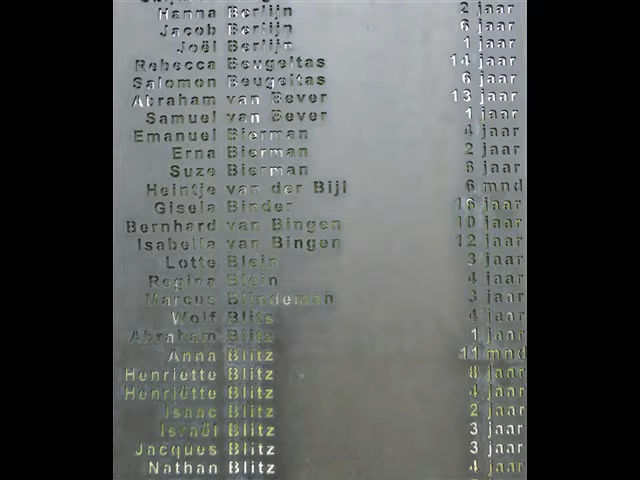 Hanna Berlijn 2 jaar
Jacob Berlijn 6 jaar
Joël Berlijn 1 jaar
Rebecca Beugeltas 14 jaar
Salomon Beugeltas 6 jaar
Abraham van Bever 13 jaar
Samuel van Bever 1 jaar
Emanuel Bierman 4 jaar
Erna Bierman 2 jaar
Suze Bierman 6 jaar
Heintje van der Bijl 6 mnd
Gisela Binder 16 jaar
Bernhard van Bingen 10 jaar
Isabella van Bingen 12 jaar
Lotte Blein 3 jaar
Regina Blein 4 jaar
Marcus Blindeman 3 jaar
Wolf Blits 4 jaar
Abraham Blitz 1 jaar
Anna Blitz 11 mnd
Henriette Blitz 8 jaar
Henriëtte Blitz 4 jaar
Isaac Blitz 2 jaar
Israël Blitz 3 jaar
Jacques Blitz 3 jaar
Nathan Blitz 4 jaar